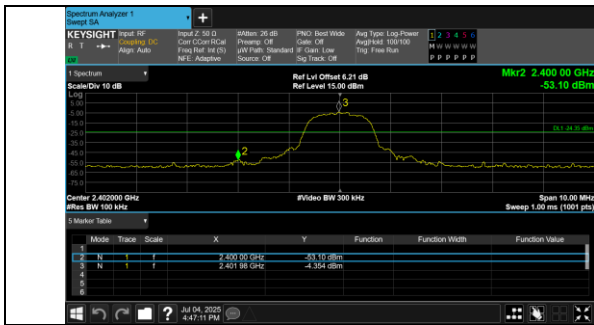 Spectrum Analyzer 1
Swept SA
+
KEYSIGHT Input: RF Input Z: 50 Ω #Atten: 26 dB PNO: Best Wide Avg Type: Log-Power 1 2 3 4 5 6
R T Coupling: DC Corr CCorr RCal Preamp: Off Gate: Off Avg|Hold: 100/100 M W W W W W
Align: Auto Freq Ref: Int (S) µW Path: Standard IF Gain: Low Trig: Free Run P P P P P P
NFE: Adaptive Source: Off Sig Track: Off
1 Spectrum Ref Lvl Offset 6.21 dB Mkr2 2.400 00 GHz
Scale/Div 10 dB Ref Level 15.00 dBm -53.10 dBm
Log
5.00
3
-5.00
-15.0
-25.0
DL1 -24.35 dBm
-35.0
-45.0
2
-55.0
-65.0
-75.0
Center 2.402000 GHz #Video BW 300 kHz Span 10.00 MHz
#Res BW 100 kHz Sweep 1.00 ms (1001 pts)
5 Marker Table
Mode Trace Scale X Y Function Function Width Function Value
1
2 N 1 f 2.400 00 GHz -53.10 dBm
3 N 1 f 2.401 98 GHz -4.354 dBm
4
5
6
? Jul 04, 2025
4:47:11 PM